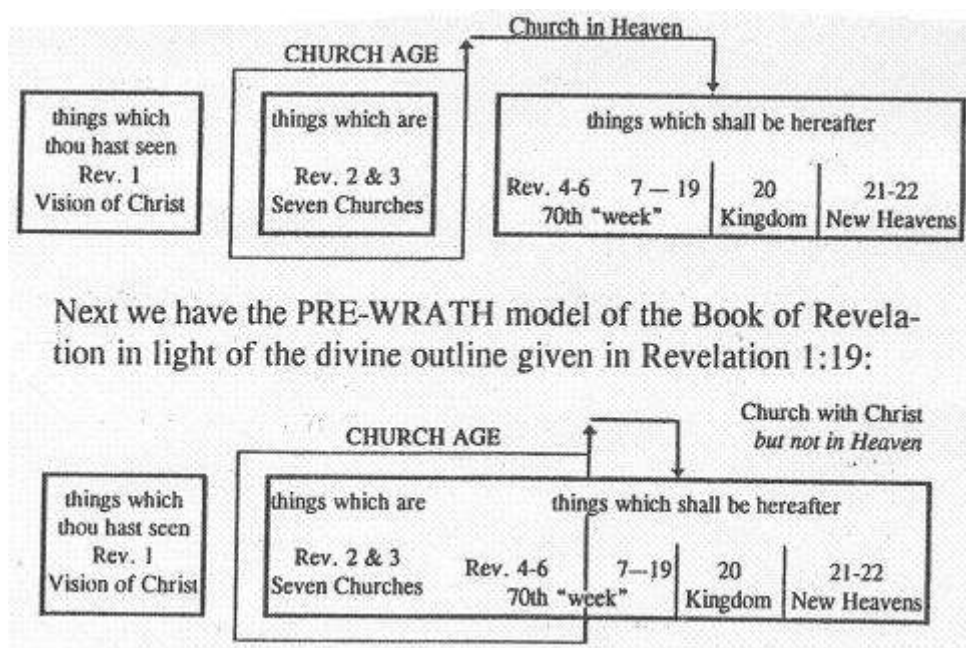 Church in Heaven
CHURCH AGE
things which
thou hast seen
Rev. 1
Vision of Christ
things which are
Rev. 2 & 3
Seven Churches
things which shall be hereafter
Rev. 4-6 7 — 19
70th “week”
20
Kingdom
21-22
New Heavens
Next we have the PRE-WRATH model of the Book of Revela-
tion in light of the divine outline given in Revelation 1:19:
Church with Christ
but not in Heaven
CHURCH AGE
things which
thou hast seen
Rev. 1
Vision of Christ
things which are
Rev. 2 & 3
Seven Churches
things which shall be hereafter
Rev. 4-6 7—19
70th “week”
20
Kingdom
21-22
New Heavens